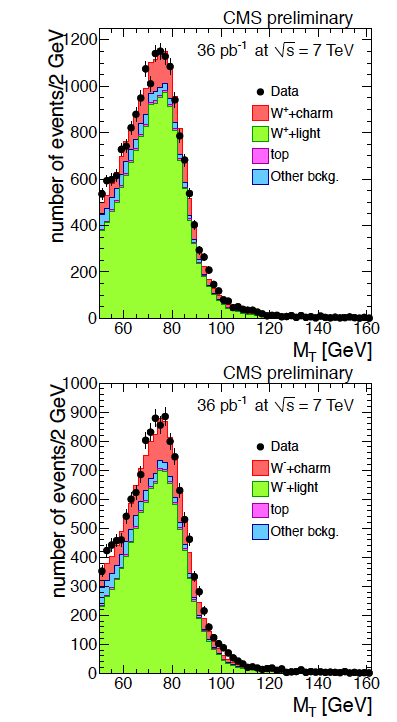 CMS preliminary
36 pb⁻¹ at √s = 7 TeV
number of events/2 GeV
1200
1000
800
600
400
200
0
Data
W⁺+charm
W⁺+light
top
Other bckg.
60 80 100 120 140 160
M_T [GeV]
CMS preliminary
36 pb⁻¹ at √s = 7 TeV
number of events/2 GeV
1000
900
800
700
600
500
400
300
200
100
0
Data
W⁻+charm
W⁻+light
top
Other bckg.
60 80 100 120 140 160
M_T [GeV]